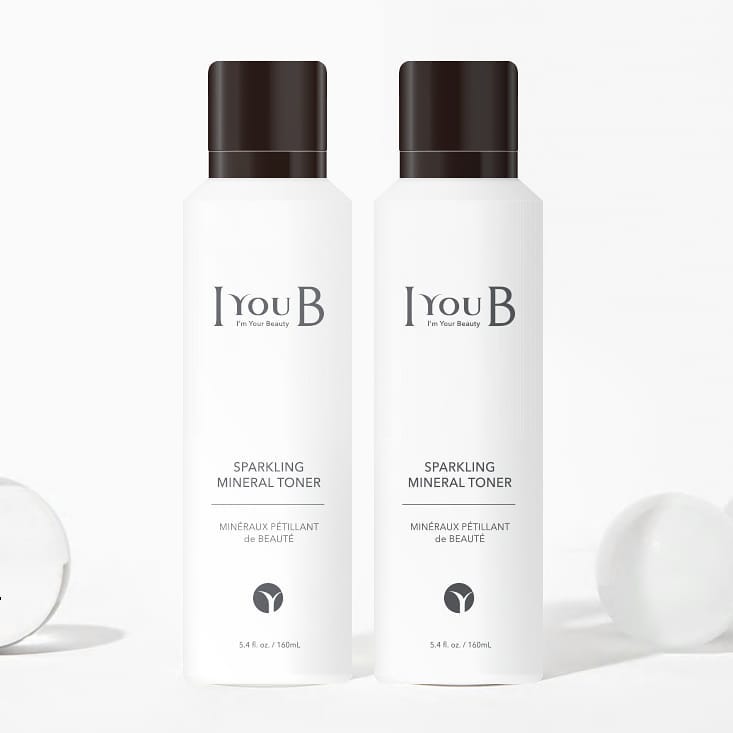 I YOU B
I'm Your Beauty
SPARKLING
MINERAL TONER
MINÉRAUX PÉTILLANT
de BEAUTÉ
Y
5.4 fl. oz. / 160mL
I YOU B
I'm Your Beauty
SPARKLING
MINERAL TONER
MINÉRAUX PÉTILLANT
de BEAUTÉ
Y
5.4 fl. oz. / 160mL